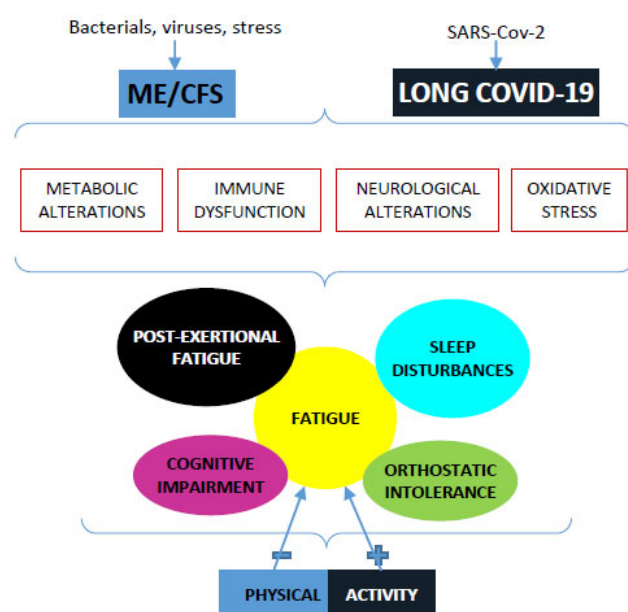 Bacterials, viruses, stress
SARS-Cov-2
ME/CFS
LONG COVID-19
METABOLIC
ALTERATIONS
IMMUNE
DYSFUNCTION
NEUROLOGICAL
ALTERATIONS
OXIDATIVE
STRESS
POST-EXERTIONAL
FATIGUE
SLEEP
DISTURBANCES
FATIGUE
COGNITIVE
IMPAIRMENT
ORTHOSTATIC
INTOLERANCE
PHYSICAL ACTIVITY